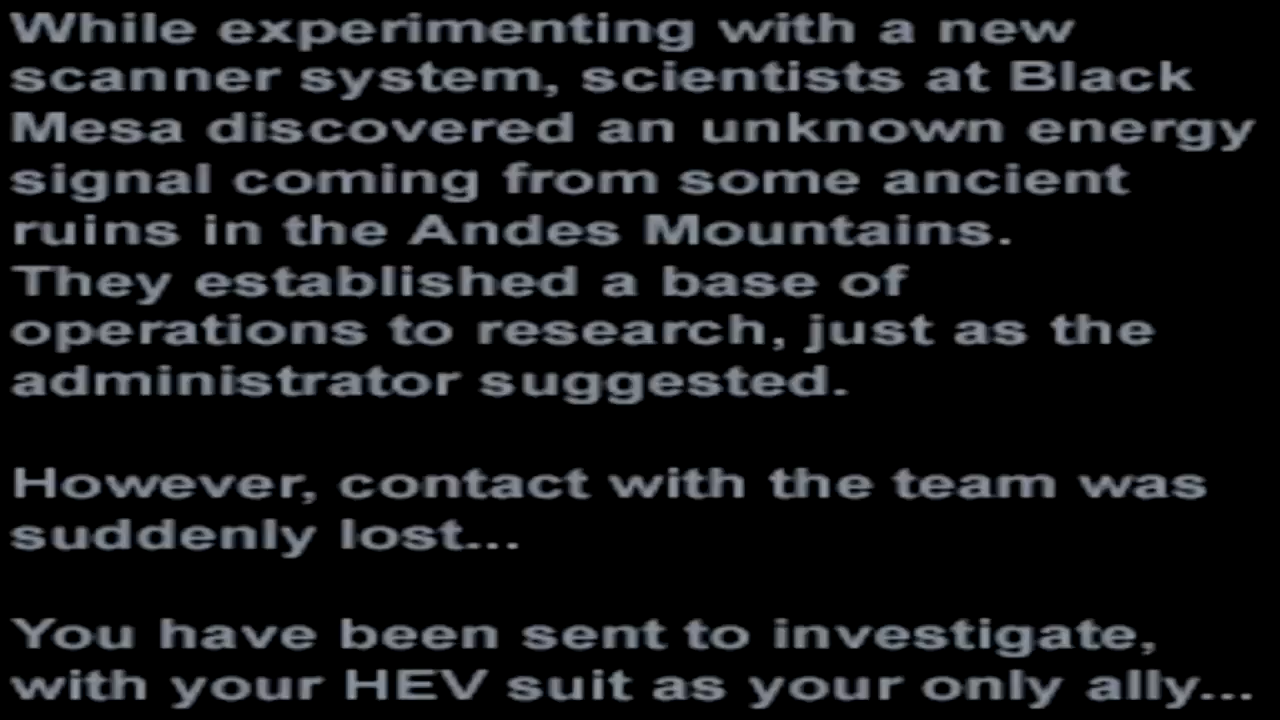 While experimenting with a new
scanner system, scientists at Black
Mesa discovered an unknown energy
signal coming from some ancient
ruins in the Andes Mountains.
They established a base of
operations to research, just as the
administrator suggested.
However, contact with the team was
suddenly lost...
You have been sent to investigate,
with your HEV suit as your only ally...